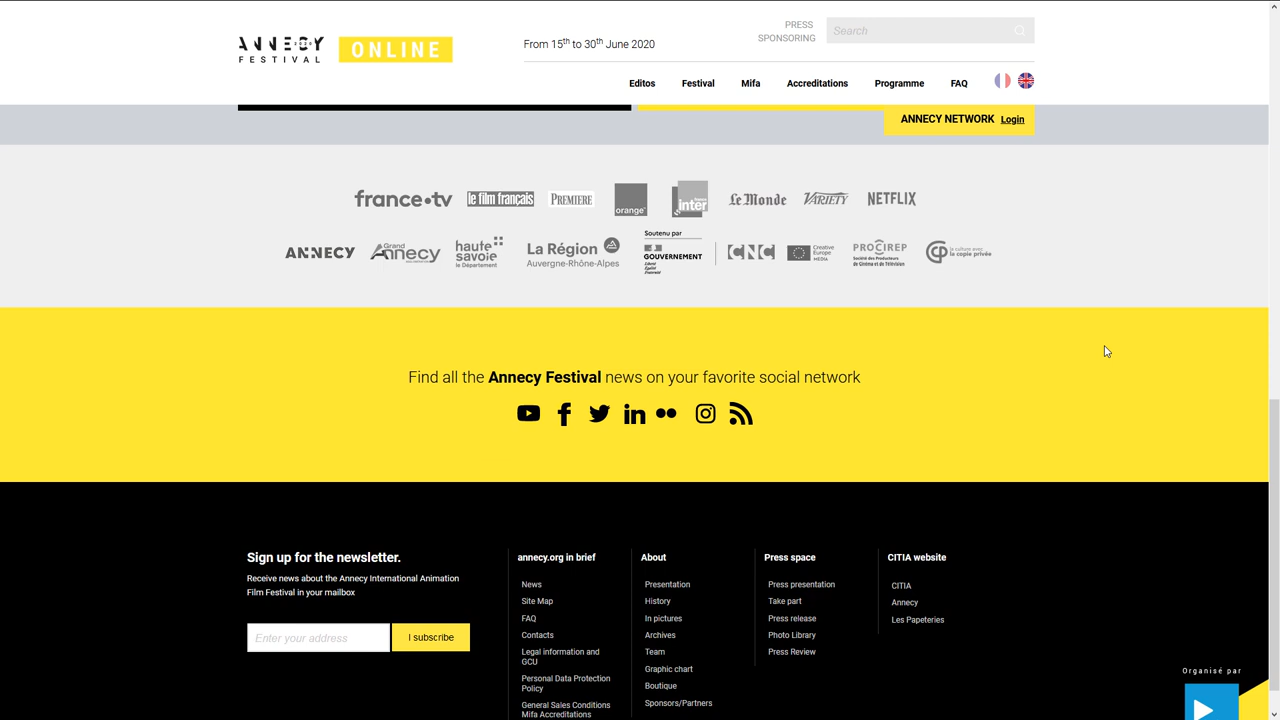 ANNECY 2020
FESTIVAL
ONLINE
From 15th to 30th June 2020
PRESS
SPONSORING
Search
Editos Festival Mifa Accreditations Programme FAQ
ANNECY NETWORK Login
france•tv le film français PREMIERE orange™ inter Le Monde VARIETY NETFLIX
Soutenu par
ANNECY Grand Annecy haute savoie le Département La Région Auvergne-Rhône-Alpes GOUVERNEMENT Liberté Égalité Fraternité CNC Creative Europe MEDIA PROCIREP Société des Producteurs de Cinéma et de Télévision la culture avec la copie privée
Find all the Annecy Festival news on your favorite social network
Sign up for the newsletter.
Receive news about the Annecy International Animation
Film Festival in your mailbox
Enter your address
I subscribe
annecy.org in brief
News
Site Map
FAQ
Contacts
Legal information and
GCU
Personal Data Protection
Policy
General Sales Conditions
Mifa Accreditations
About
Presentation
History
In pictures
Archives
Team
Graphic chart
Boutique
Sponsors/Partners
Press space
Press presentation
Take part
Press release
Photo Library
Press Review
CITIA website
CITIA
Annecy
Les Papeteries
Organisé par